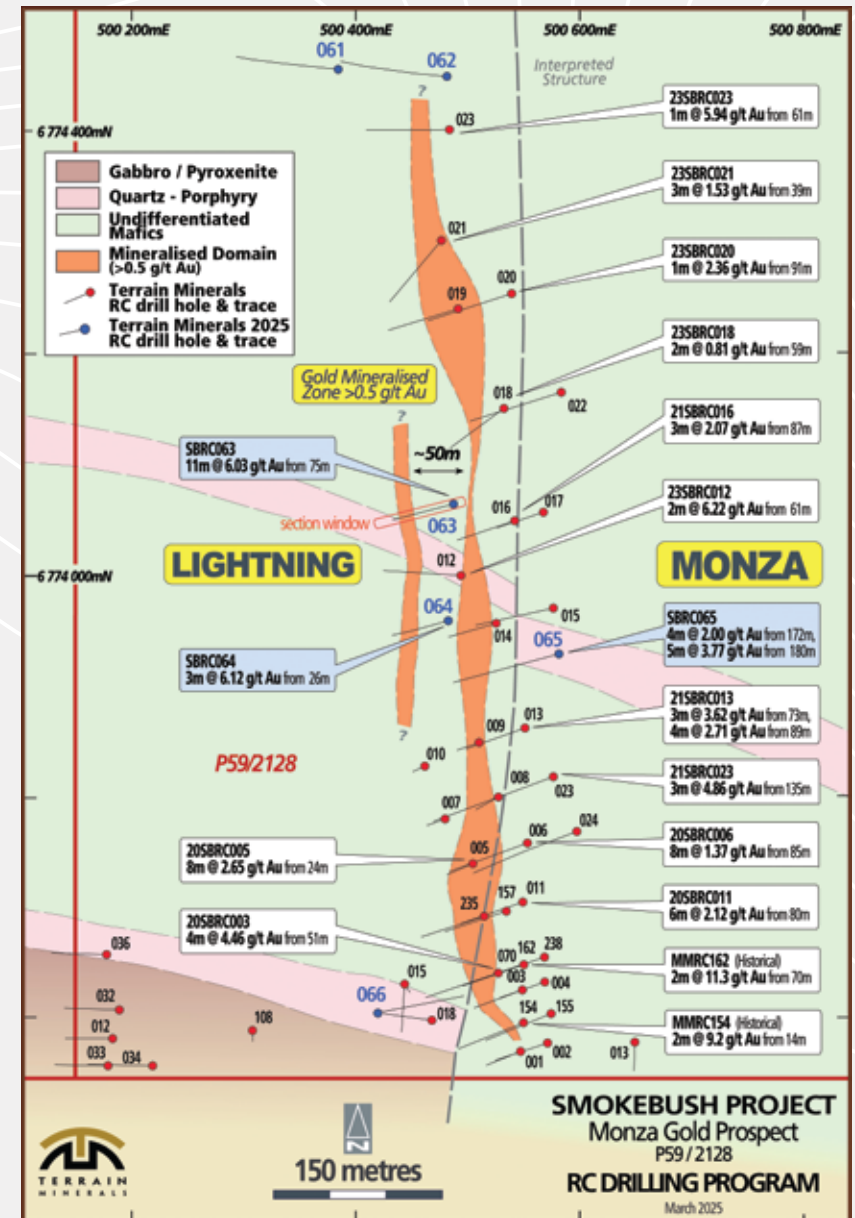 500 200mE
500 400mE
500 600mE
500 800mE
061
062
Interpreted
Structure
?
023
23SBRC023
1m @ 5.94 g/t Au from 61m
6 774 400mN
Gabbro / Pyroxenite
Quartz - Porphyry
Undifferentiated
Mafics
Mineralised Domain
(>0.5 g/t Au)
Terrain Minerals
RC drill hole & trace
Terrain Minerals 2025
RC drill hole & trace
23SBRC021
3m @ 1.53 g/t Au from 39m
021
23SBRC020
1m @ 2.36 g/t Au from 91m
020
019
23SBRC018
2m @ 0.81 g/t Au from 59m
Gold Mineralised
Zone >0.5 g/t Au
018
022
?
21SBRC016
3m @ 2.07 g/t Au from 87m
SBRC063
11m @ 6.03 g/t Au from 75m
~50m
23SBRC012
2m @ 6.22 g/t Au from 61m
016
017
section window
063
LIGHTNING
012
MONZA
6 774 000mN
064
015
014
065
SBRC065
4m @ 2.00 g/t Au from 172m,
5m @ 3.77 g/t Au from 180m
SBRC064
3m @ 6.12 g/t Au from 26m
21SBRC013
3m @ 3.62 g/t Au from 73m,
4m @ 2.71 g/t Au from 89m
013
009
?
010
P59/2128
21SBRC023
3m @ 4.86 g/t Au from 135m
008
023
007
024
20SBRC006
8m @ 1.37 g/t Au from 85m
006
20SBRC005
8m @ 2.65 g/t Au from 24m
005
20SBRC011
6m @ 2.12 g/t Au from 80m
157
011
235
20SBRC003
4m @ 4.46 g/t Au from 51m
036
070
162
238
MMRC162 (Historical)
2m @ 11.3 g/t Au from 70m
015
003
004
032
066
018
154
155
MMRC154 (Historical)
2m @ 9.2 g/t Au from 14m
108
012
033
034
001
002
013
SMOKEBUSH PROJECT
Monza Gold Prospect
P59 / 2128
RC DRILLING PROGRAM
March 2025
N
150 metres
TERRAIN
MINERALS